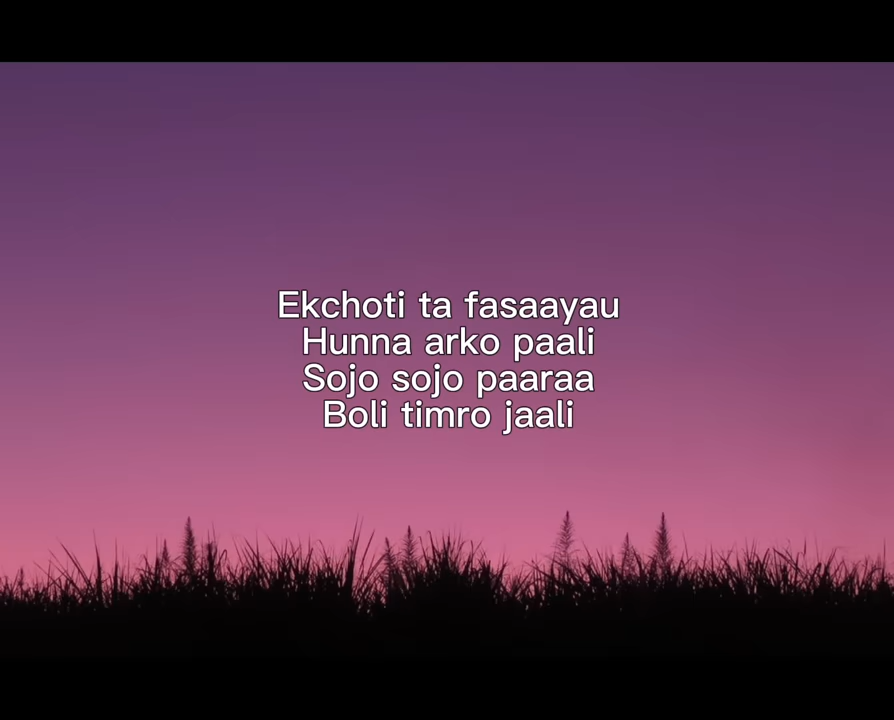 Ekchoti ta fasaayau
Hunna arko paali
Sojo sojo paaraa
Boli timro jaali